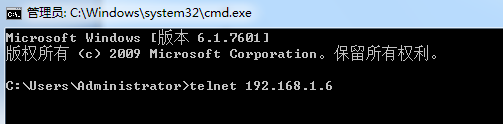 管理员: C:\Windows\system32\cmd.exe
Microsoft Windows [版本 6.1.7601]
版权所有 (c) 2009 Microsoft Corporation。保留所有权利。
C:\Users\Administrator>telnet 192.168.1.6